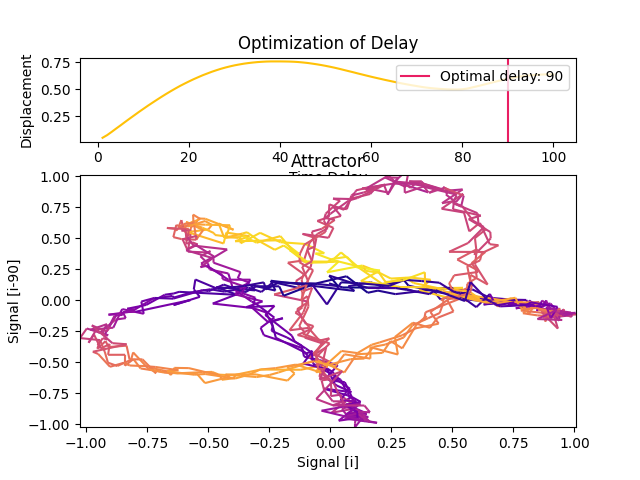 Optimization of Delay
Displacement
0.75
0.50
0.25
Optimal delay: 90
0 20 40 60 80 100
Time Delay
Attractor
Signal [i-90]
1.00
0.75
0.50
0.25
0.00
−0.25
−0.50
−0.75
−1.00
−1.00 −0.75 −0.50 −0.25 0.00 0.25 0.50 0.75 1.00
Signal [i]